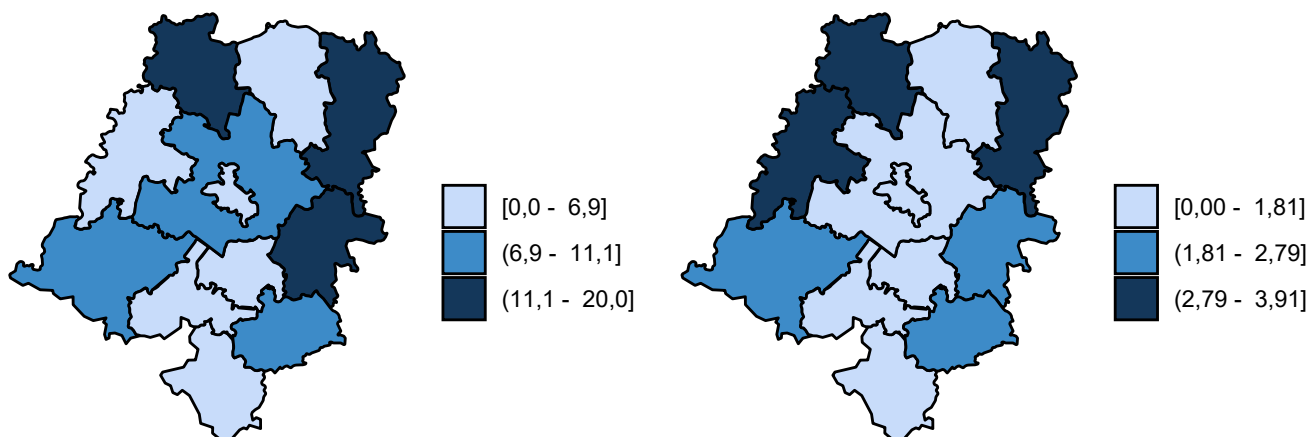 [0,0 -  6,9]
(6,9 - 11,1]
(11,1 -  20,0]
[0,00 -  1,81]
(1,81 -  2,79]
(2,79 -  3,91]